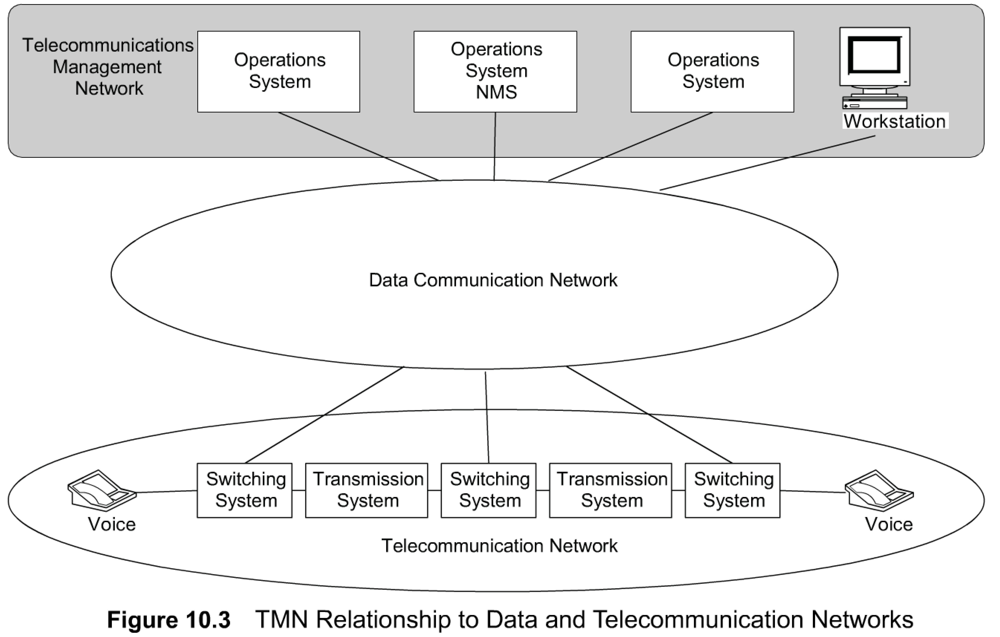 Telecommunications
Management
Network
Operations
System
Operations
System
NMS
Operations
System
Workstation
Data Communication Network
Switching
System
Transmission
System
Switching
System
Transmission
System
Switching
System
Voice
Voice
Telecommunication Network
Figure 10.3 TMN Relationship to Data and Telecommunication Networks